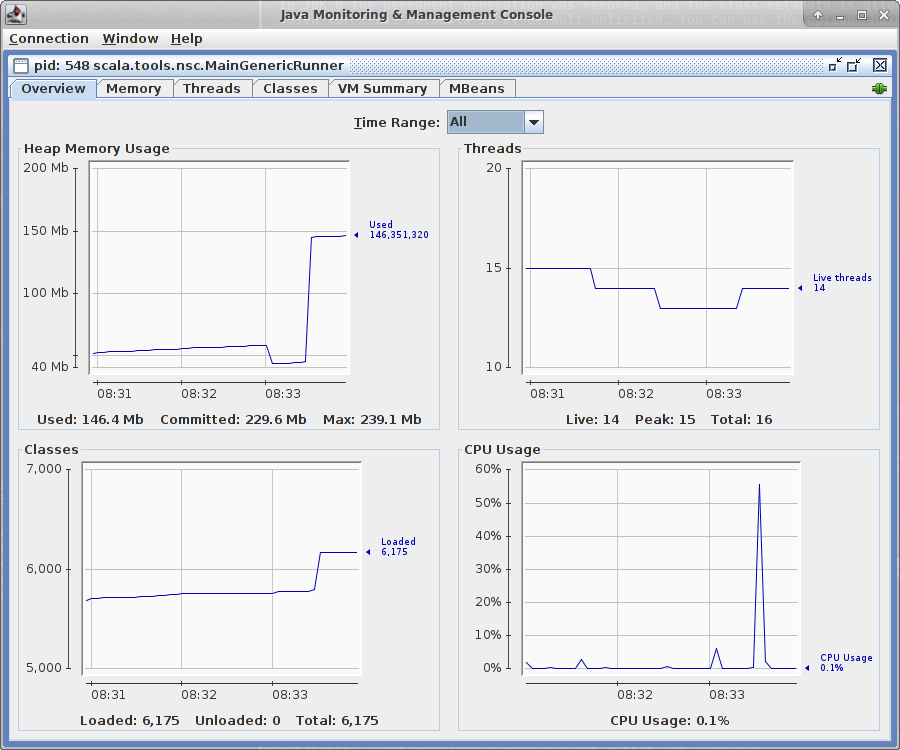 Java Monitoring & Management Console
Connection Window Help
pid: 548 scala.tools.nsc.MainGenericRunner
Overview Memory Threads Classes VM Summary MBeans
Time Range: All
Heap Memory Usage
200 Mb
150 Mb
100 Mb
40 Mb
08:31 08:32 08:33
Used
146,351,320
Used: 146.4 Mb Committed: 229.6 Mb Max: 239.1 Mb
Threads
20
15
10
08:31 08:32 08:33
Live threads
14
Live: 14 Peak: 15 Total: 16
Classes
7,000
6,000
5,000
08:31 08:32 08:33
Loaded
6,175
Loaded: 6,175 Unloaded: 0 Total: 6,175
CPU Usage
60%
50%
40%
30%
20%
10%
0%
08:32 08:33
CPU Usage
0.1%
CPU Usage: 0.1%